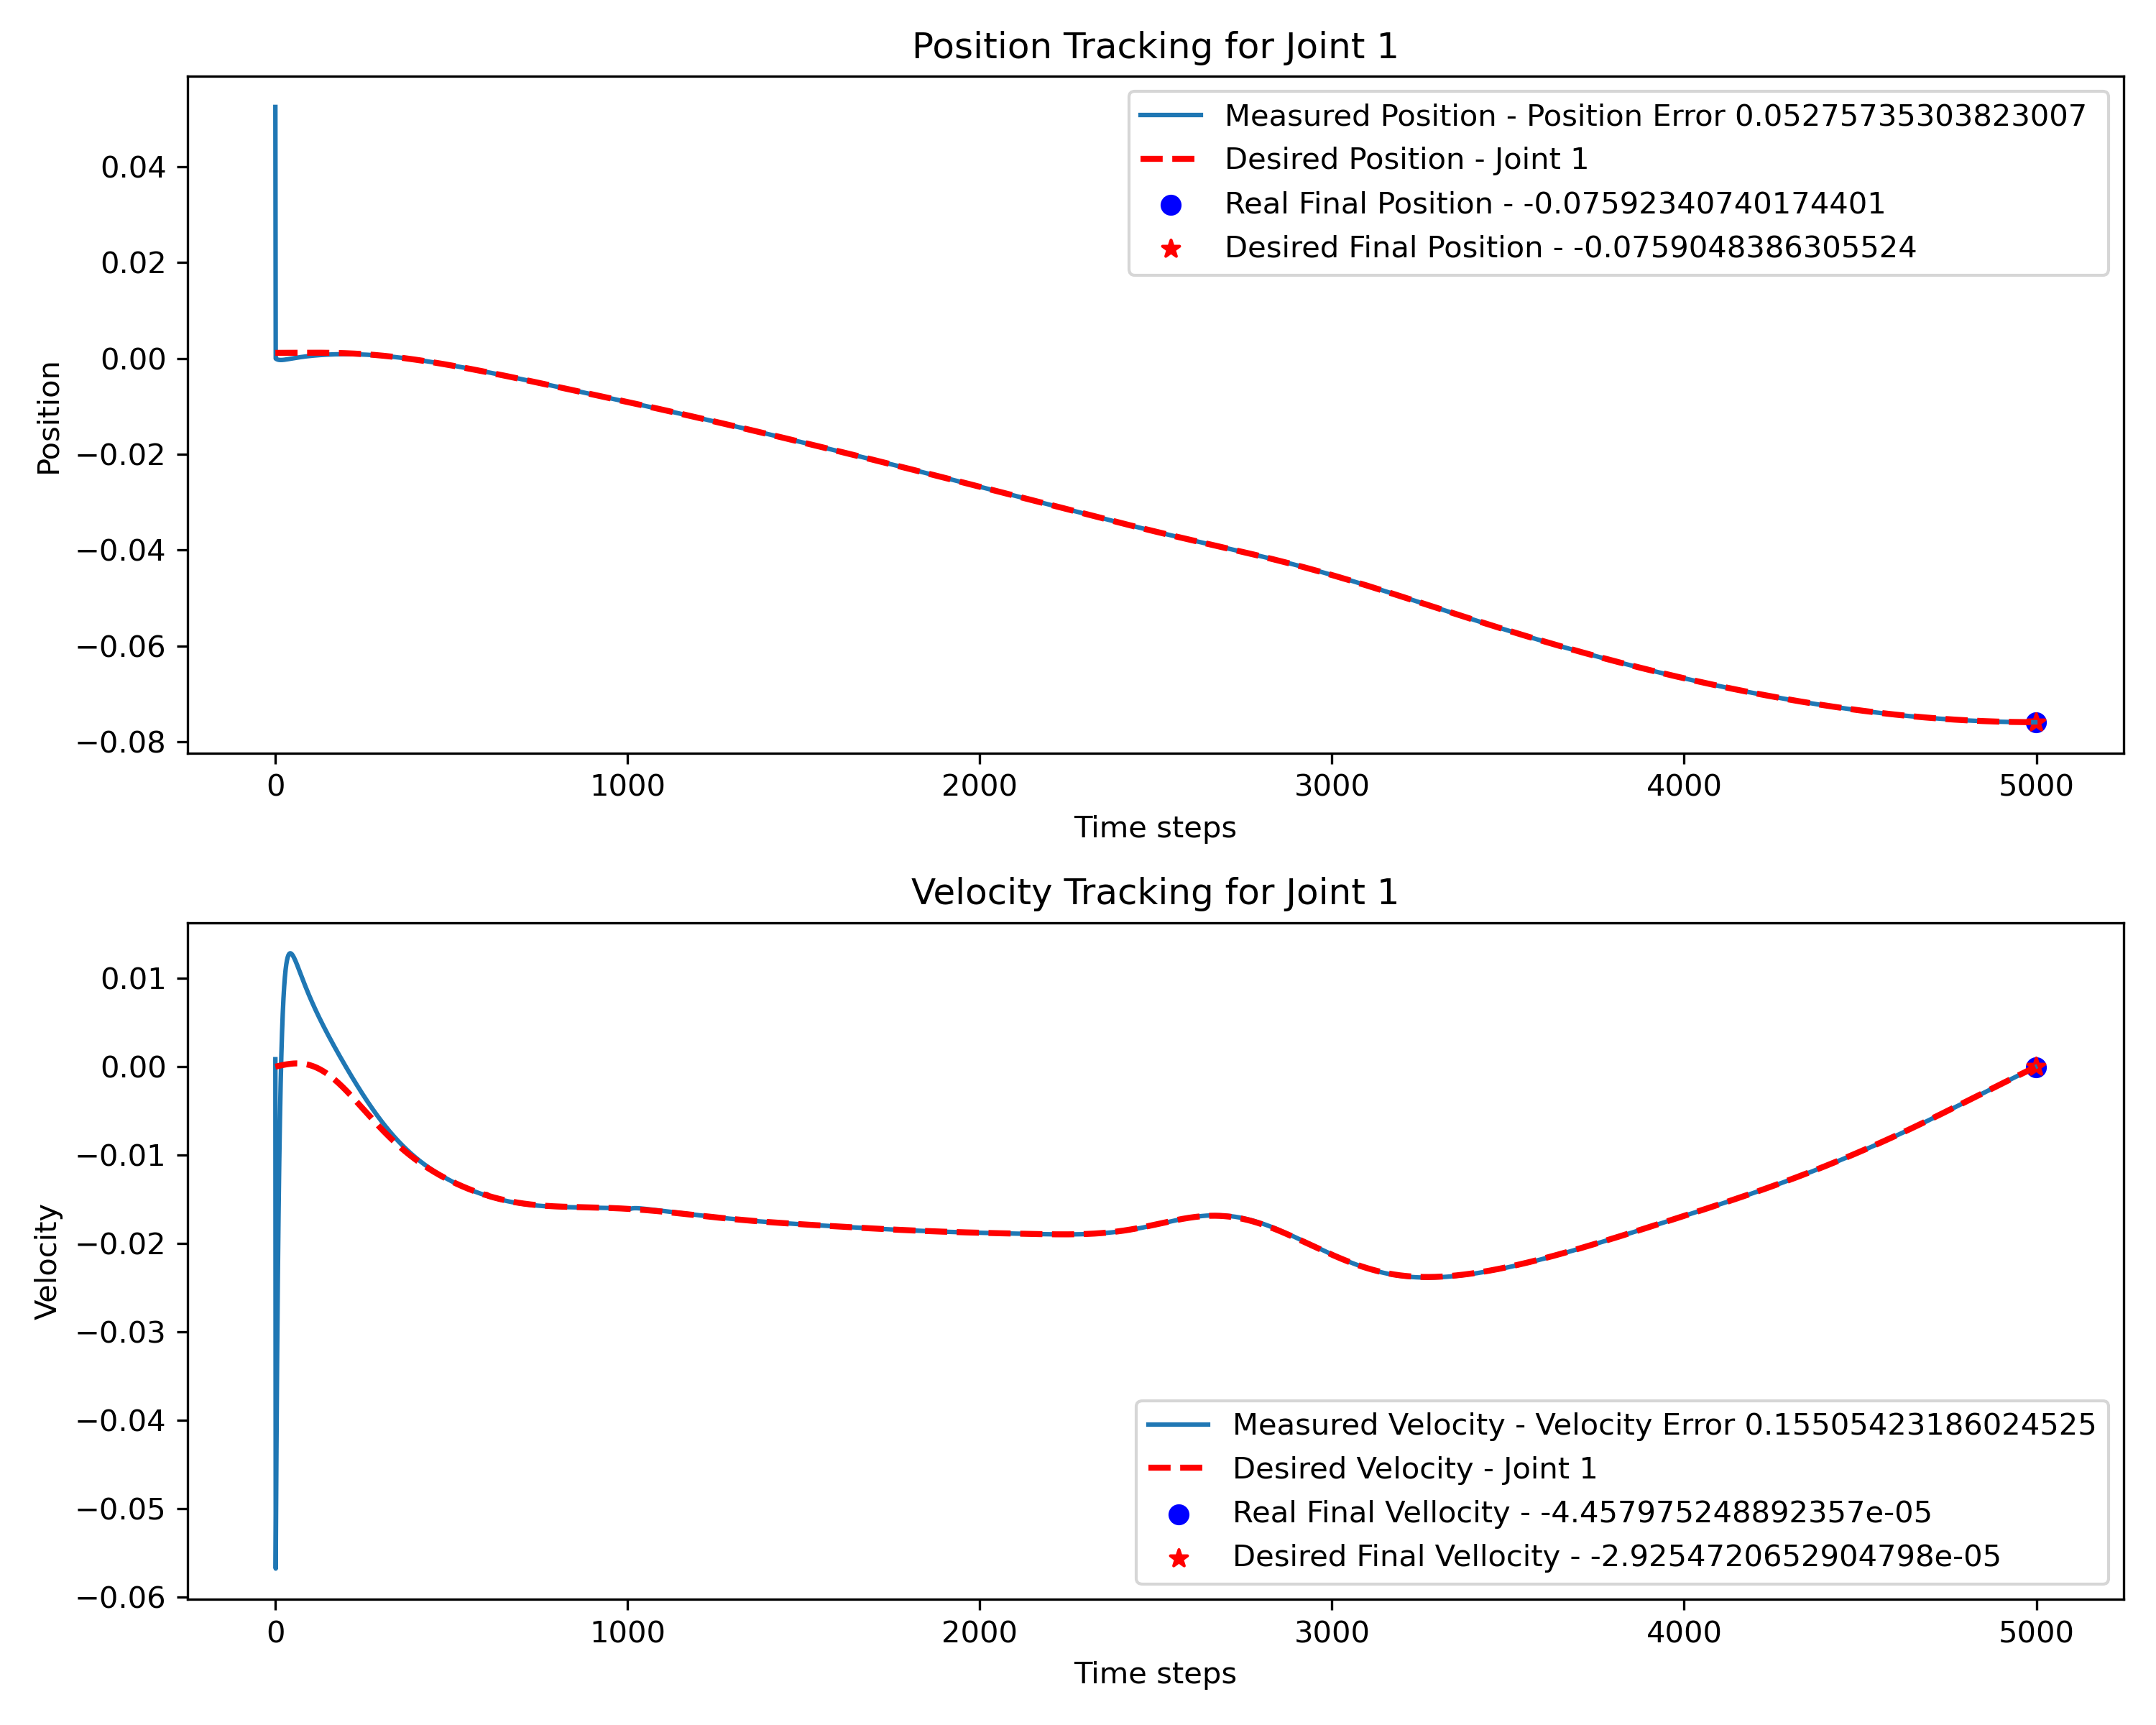 Position Tracking for Joint 1
Measured Position - Position Error 0.05275735303823007
Desired Position - Joint 1
Real Final Position - -0.07592340740174401
Desired Final Position - -0.0759048386305524
0.04
0.02
0.00
−0.02
−0.04
−0.06
−0.08
Position
0 1000 2000 3000 4000 5000
Time steps
Velocity Tracking for Joint 1
0.01
0.00
−0.01
−0.02
−0.03
−0.04
−0.05
−0.06
Velocity
Measured Velocity - Velocity Error 0.15505423186024525
Desired Velocity - Joint 1
Real Final Vellocity - -4.457975248892357e-05
Desired Final Vellocity - -2.9254720652904798e-05
0 1000 2000 3000 4000 5000
Time steps